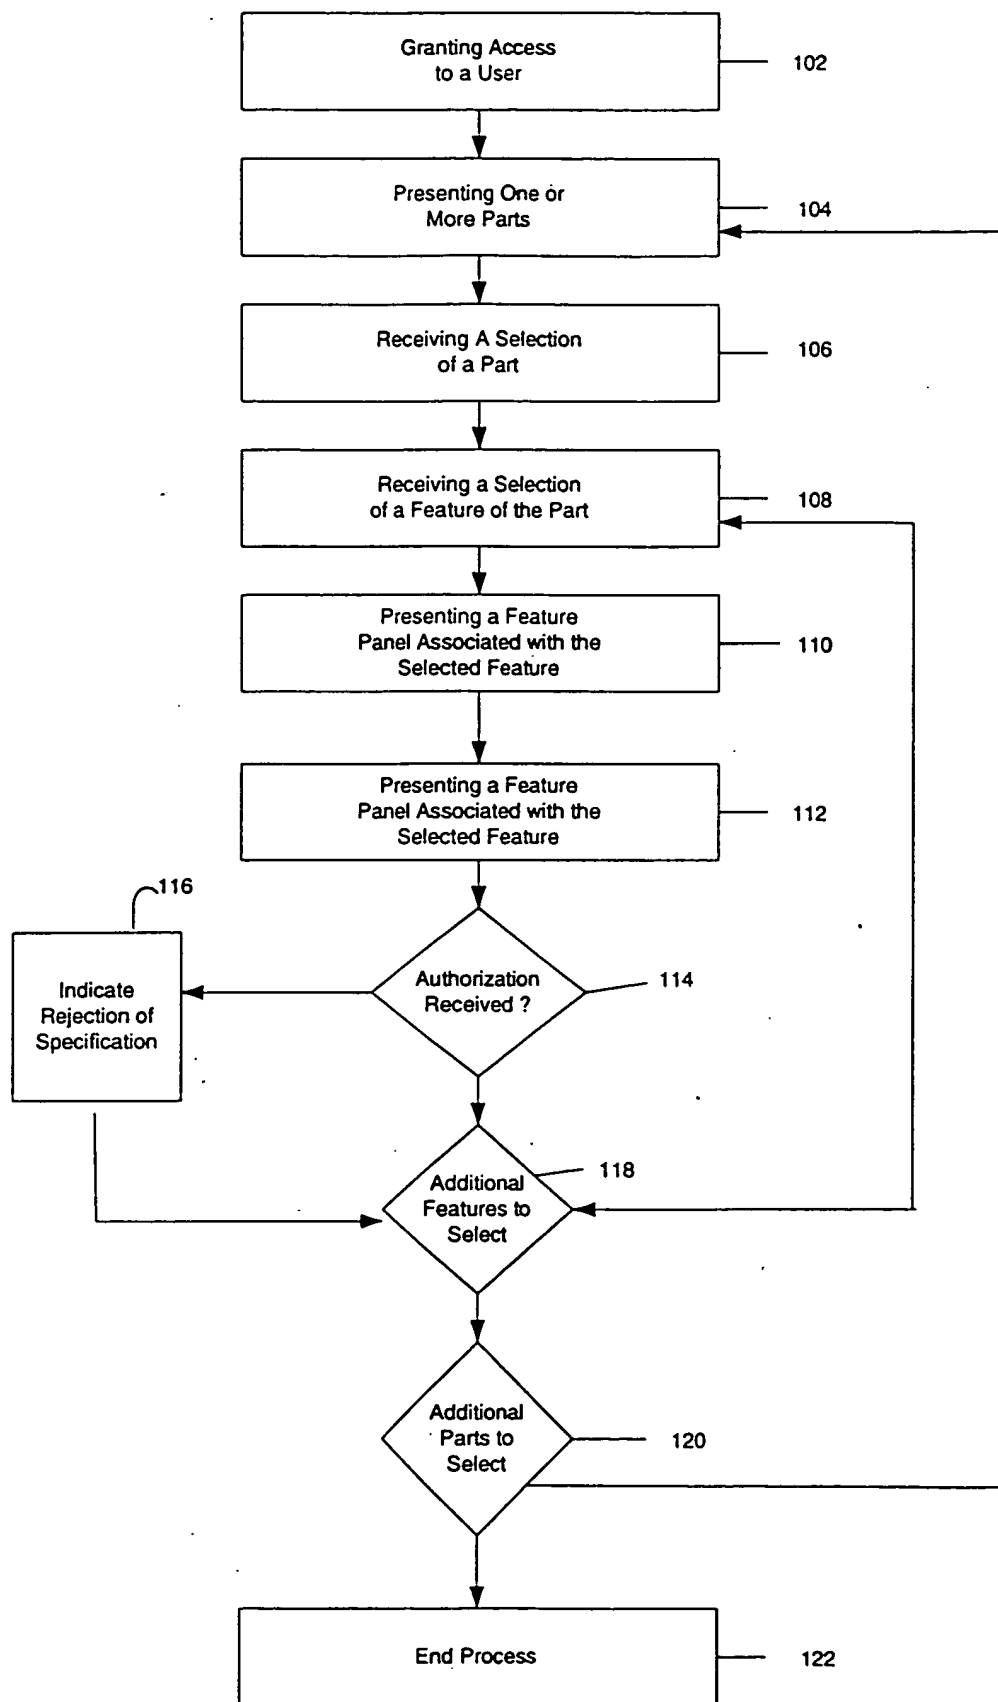 Granting Access
to a User
102
Presenting One or
More Parts
104
Receiving A Selection
of a Part
106
Receiving a Selection
of a Feature of the Part
108
Presenting a Feature
Panel Associated with the
Selected Feature
110
Presenting a Feature
Panel Associated with the
Selected Feature
112
116
Indicate
Rejection of
Specification
Authorization
Received ?
114
Additional
Features to
Select
118
Additional
Parts to
Select
120
End Process
122